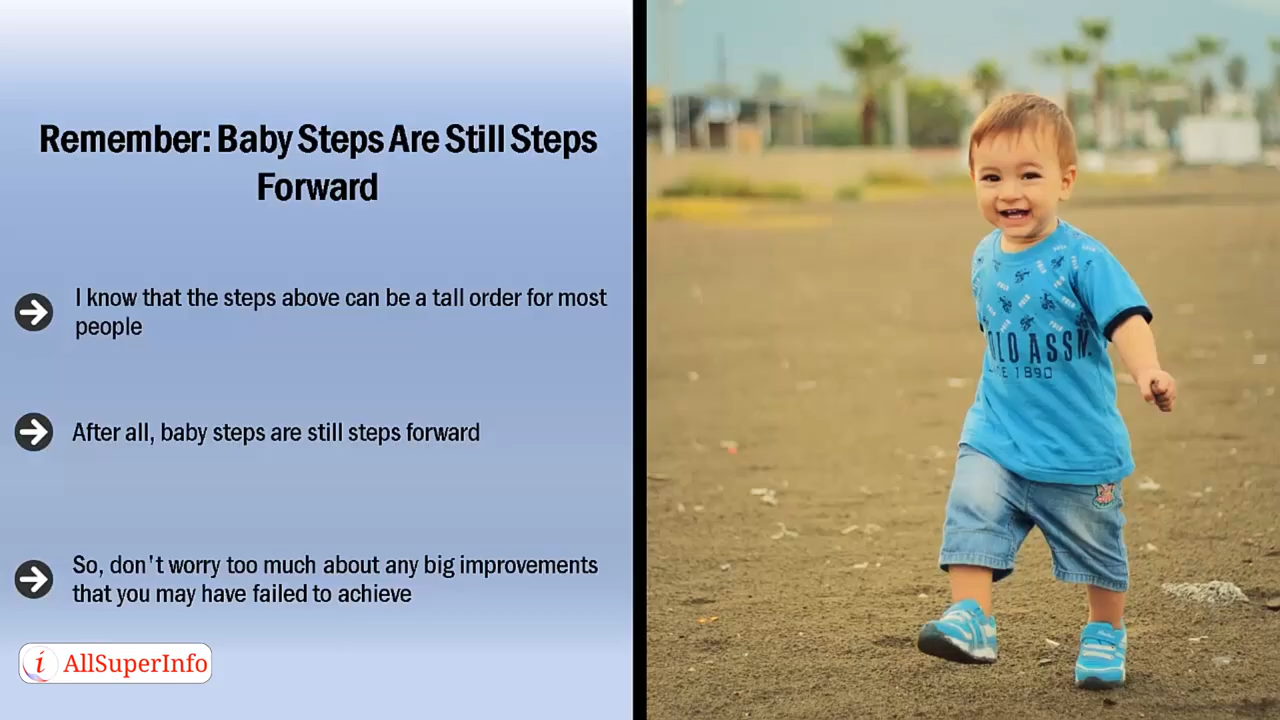 Remember: Baby Steps Are Still Steps
Forward
I know that the steps above can be a tall order for most
people
After all, baby steps are still steps forward
So, don't worry too much about any big improvements
that you may have failed to achieve
i AllSuperInfo
POLO ASSN.
1890